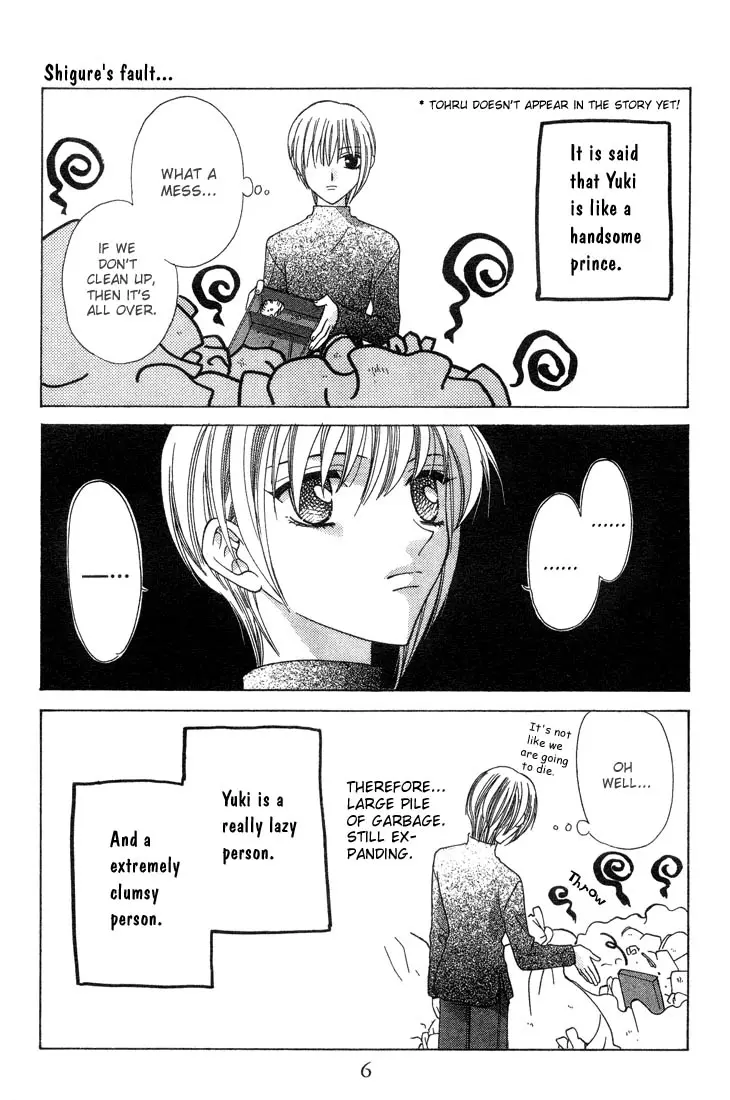 Shigure's fault...
* TOHRU DOESN'T APPEAR IN THE STORY YET!
It is said
that Yuki
is like a
handsome
prince.
WHAT A
MESS...
IF WE
DON'T
CLEAN UP,
THEN IT'S
ALL OVER.
......
......
—...
It's not
like we
are going
to die.
OH
WELL...
THEREFORE...
LARGE PILE
OF GARBAGE.
STILL EX-
PANDING.
Throw
Yuki is a
really lazy
person.
And a
extremely
clumsy
person.
6